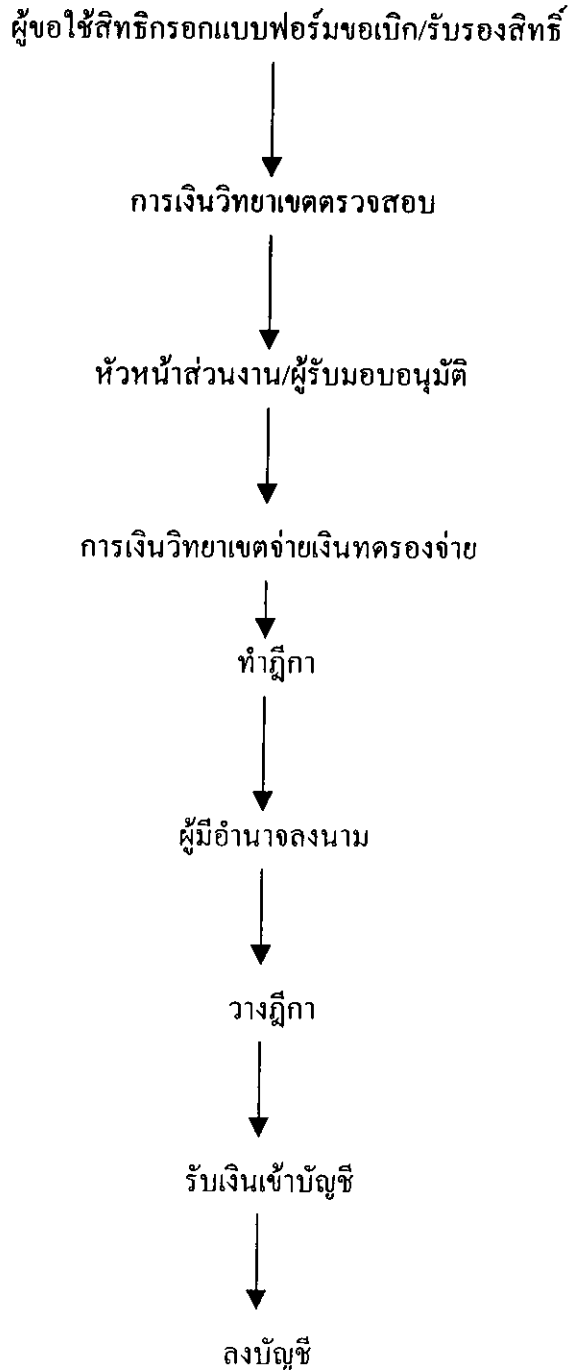 ผู้ขอใช้สิทธิกรอกแบบฟอร์มขอเบิก/รับรองสิทธิ์
การเงินวิทยาเขตตรวจสอบ
หัวหน้าส่วนงาน/ผู้รับมอบอนุมัติ
การเงินวิทยาเขตจ่ายเงินทดรองจ่าย
ทำฎีกา
ผู้มีอำนาจลงนาม
วางฎีกา
รับเงินเข้าบัญชี
ลงบัญชี